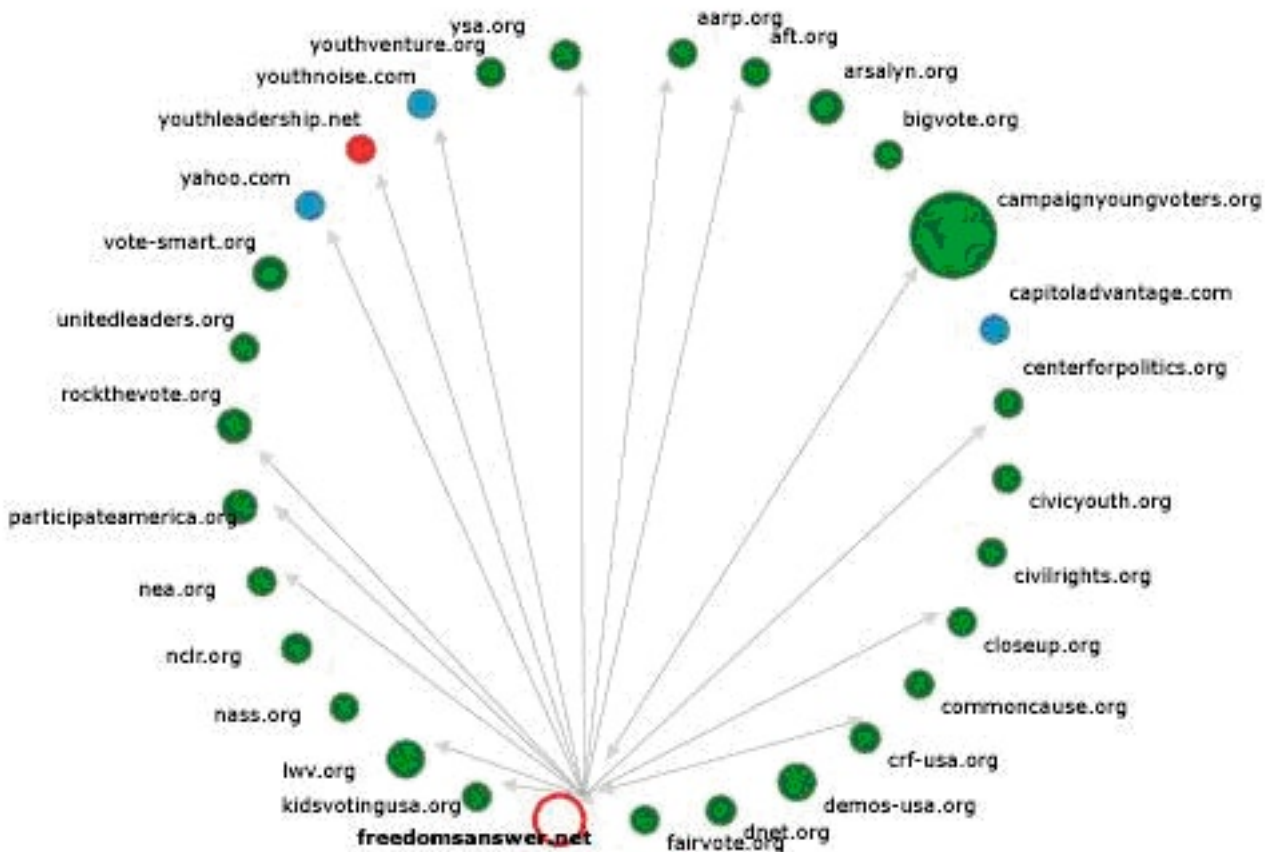 ysa.org
aarp.org
youthventure.org
aft.org
youthnoise.com
arsalyn.org
youthleadership.net
bigvote.org
yahoo.com
campaignyoungvoters.org
vote-smart.org
capitoladvantage.com
unitedleaders.org
centerforpolitics.org
rockthevote.org
civicyouth.org
participateamerica.org
civilrights.org
nea.org
closeup.org
nclr.org
commoncause.org
nass.org
crf-usa.org
lwv.org
demos-usa.org
kidsvotingusa.org
dnet.org
freedomsanswer.net
fairvote.org